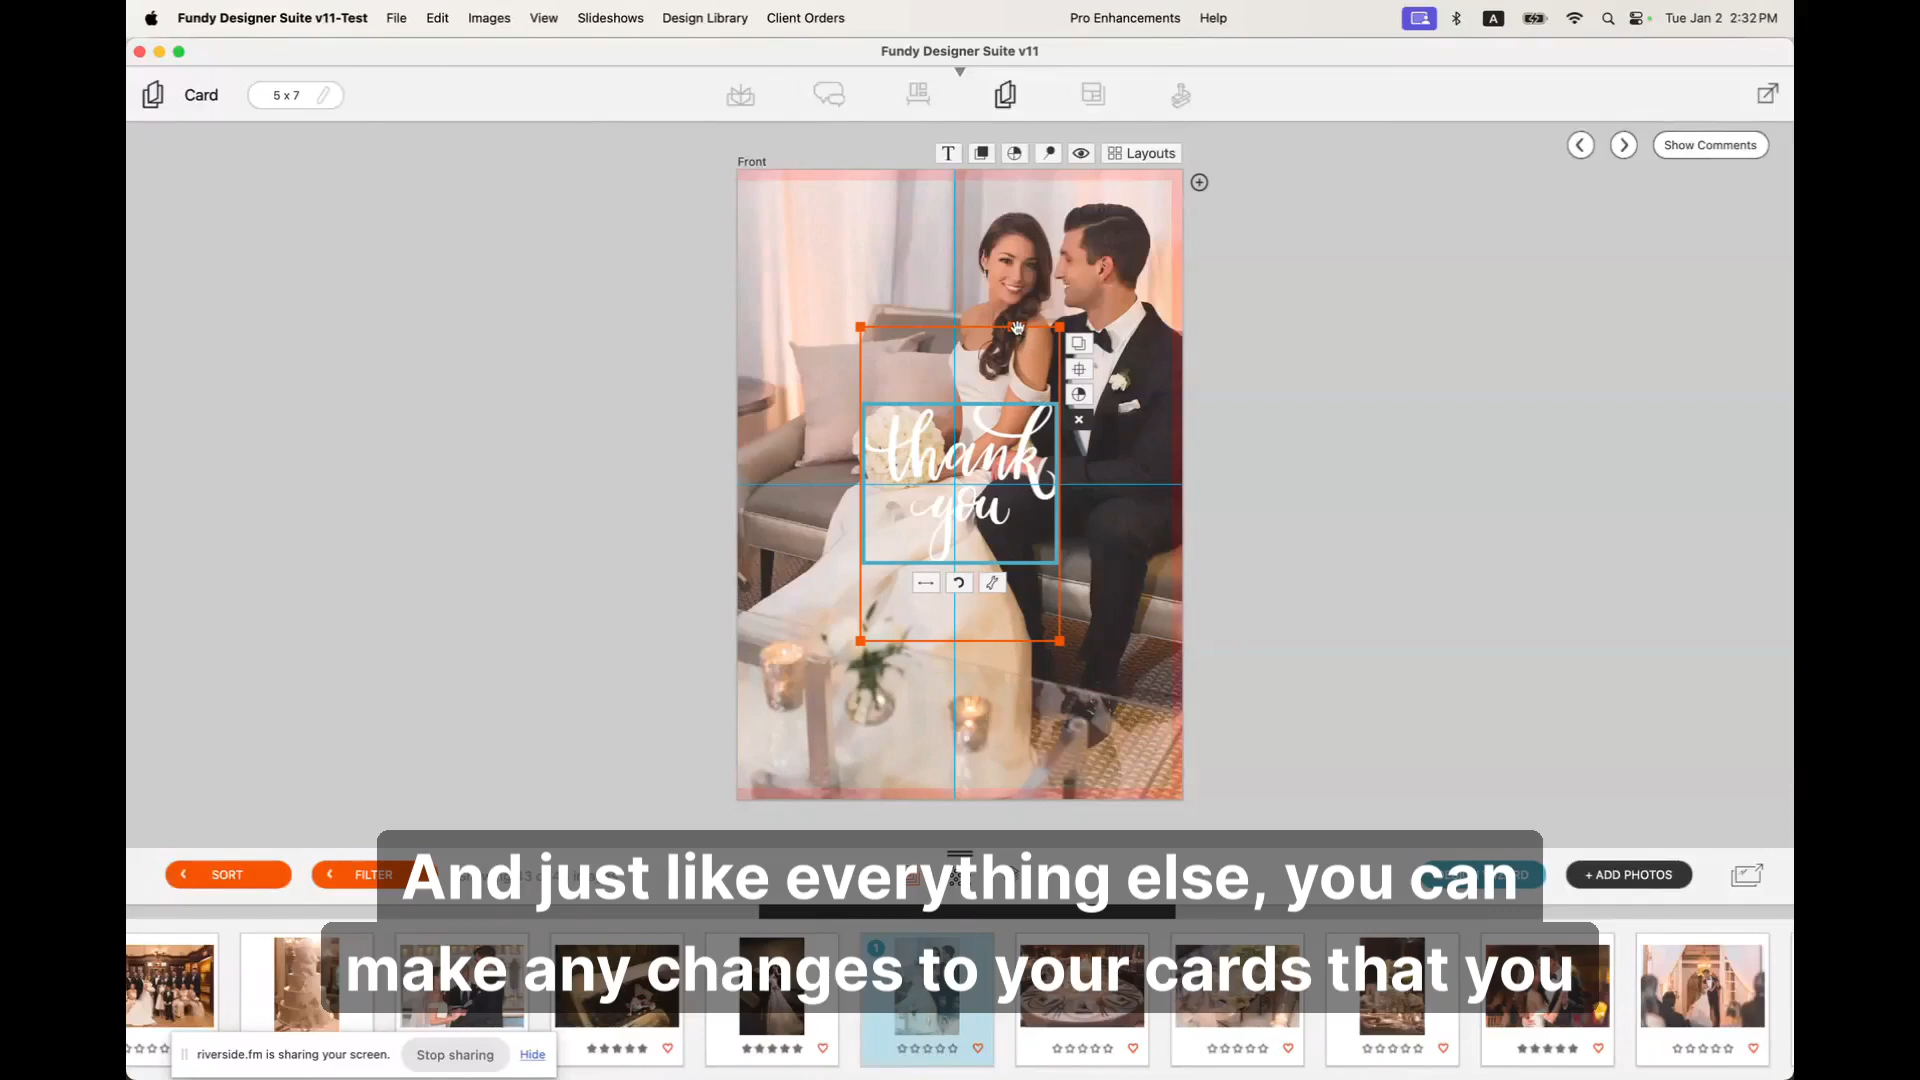 Fundy Designer Suite v11-Test File Edit Images View Slideshows Design Library Client Orders Pro Enhancements Help A Tue Jan 2 2:32 PM
Fundy Designer Suite v11
Card 5 x 7
Front T Layouts Show Comments
thank
you
SORT FILTER + ADD PHOTOS
And just like everything else, you can
make any changes to your cards that you
1
riverside.fm is sharing your screen. Stop sharing Hide